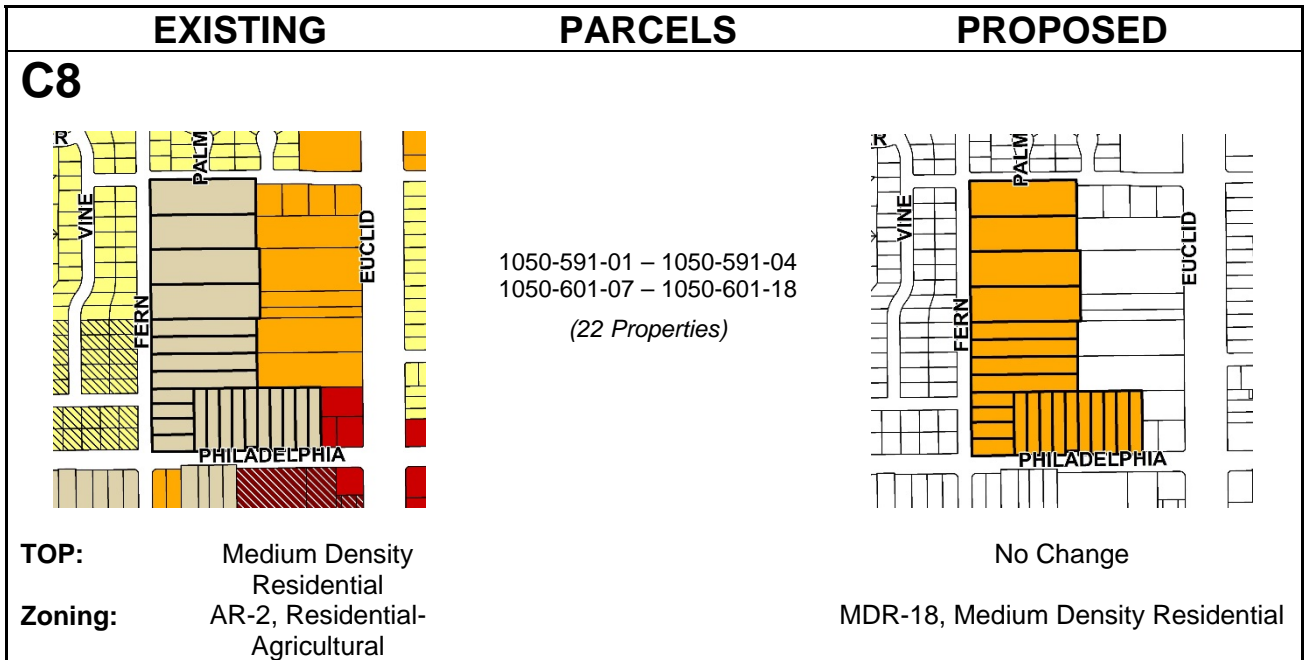 EXISTING PARCELS PROPOSED
C8
R
PALM
VINE
FERN
EUCLID
PHILADELPHIA
1050-591-01 – 1050-591-04
1050-601-07 – 1050-601-18
(22 Properties)
R
PALM
VINE
FERN
EUCLID
PHILADELPHIA
TOP: Medium Density No Change
Residential
Zoning: AR-2, Residential- MDR-18, Medium Density Residential
Agricultural